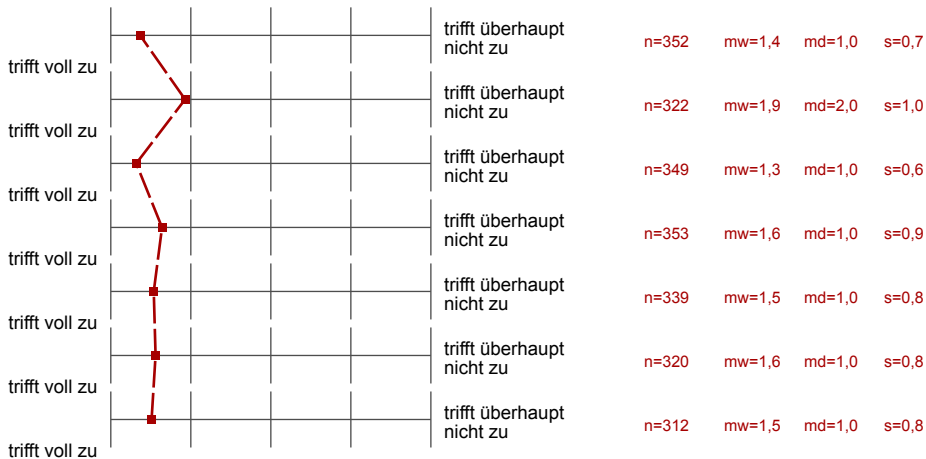 trifft voll zu
trifft überhaupt
nicht zu
n=352 mw=1,4 md=1,0 s=0,7
trifft voll zu
trifft überhaupt
nicht zu
n=322 mw=1,9 md=2,0 s=1,0
trifft voll zu
trifft überhaupt
nicht zu
n=349 mw=1,3 md=1,0 s=0,6
trifft voll zu
trifft überhaupt
nicht zu
n=353 mw=1,6 md=1,0 s=0,9
trifft voll zu
trifft überhaupt
nicht zu
n=339 mw=1,5 md=1,0 s=0,8
trifft voll zu
trifft überhaupt
nicht zu
n=320 mw=1,6 md=1,0 s=0,8
trifft voll zu
trifft überhaupt
nicht zu
n=312 mw=1,5 md=1,0 s=0,8